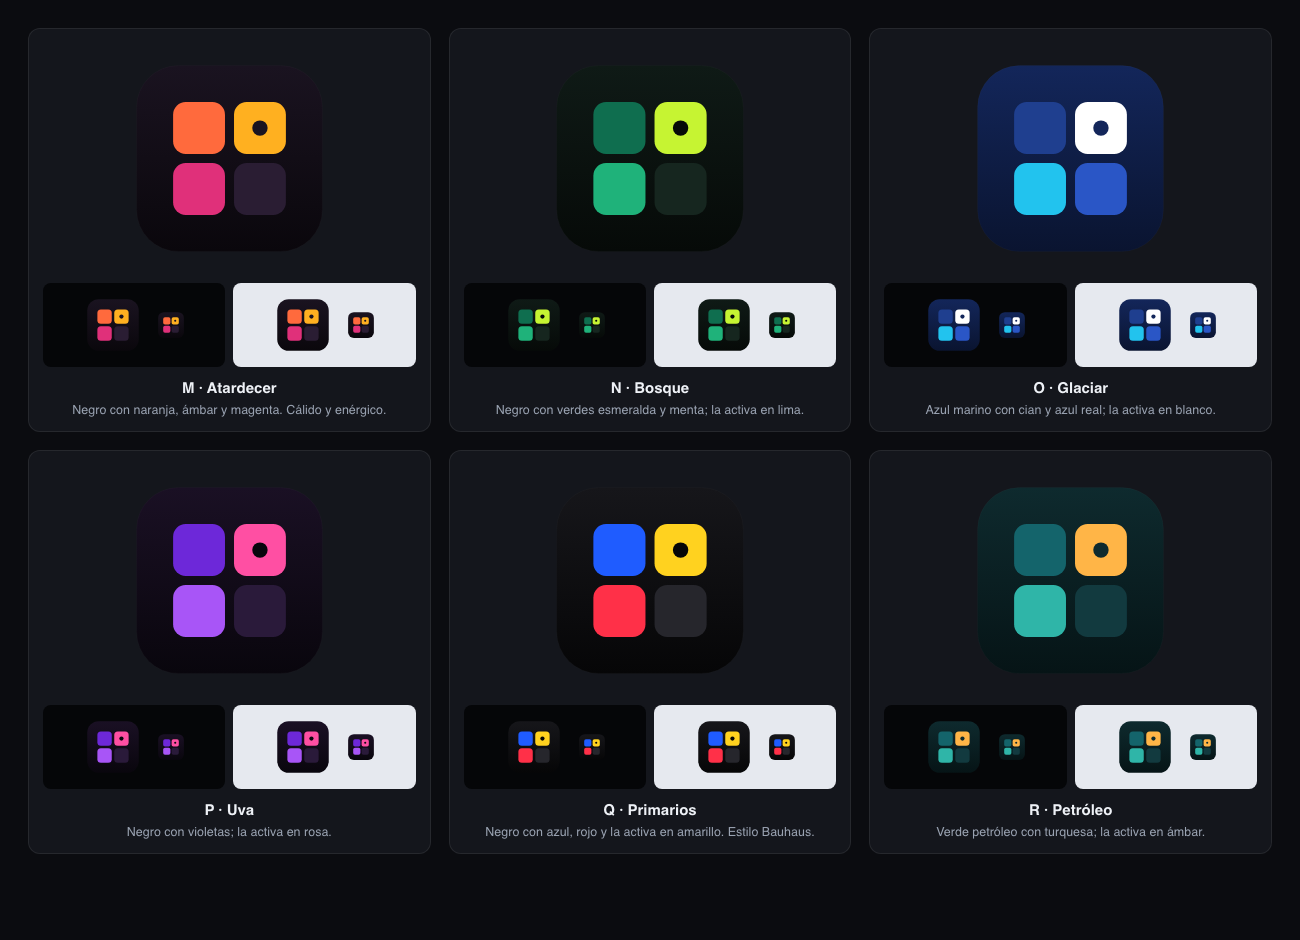 M · Atardecer
Negro con naranja, ámbar y magenta. Cálido y enérgico.
N · Bosque
Negro con verdes esmeralda y menta; la activa en lima.
O · Glaciar
Azul marino con cian y azul real; la activa en blanco.
P · Uva
Negro con violetas; la activa en rosa.
Q · Primarios
Negro con azul, rojo y la activa en amarillo. Estilo Bauhaus.
R · Petróleo
Verde petróleo con turquesa; la activa en ámbar.